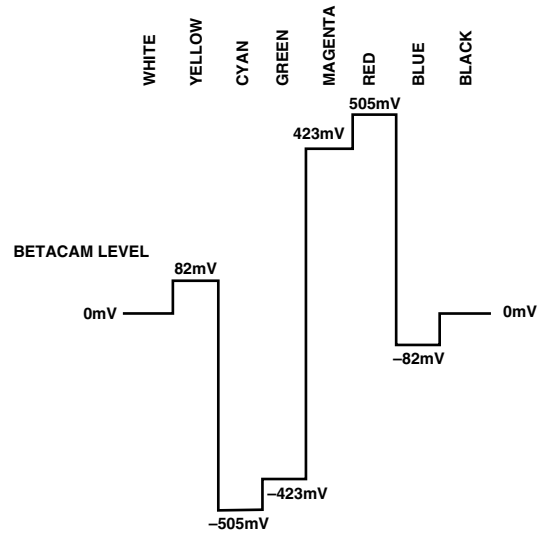 WHITE
YELLOW
CYAN
GREEN
MAGENTA
RED
BLUE
BLACK
505mV
423mV
BETACAM LEVEL
82mV
0mV
0mV
–82mV
–423mV
–505mV